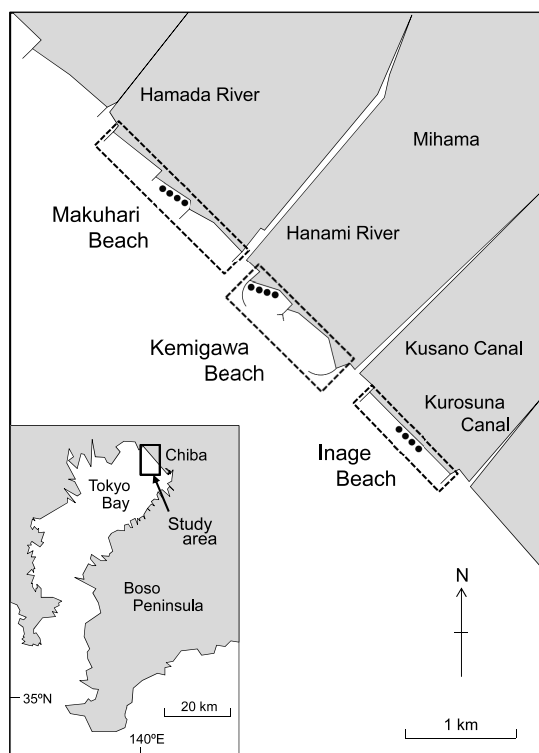 Hamada River
Mihama
Makuhari
Beach
Hanami River
Kemigawa
Beach
Kusano Canal
Kurosuna
Canal
Inage
Beach
Chiba
Tokyo
Bay
Study
area
Boso
Peninsula
N
35ºN
20 km
140ºE
1 km